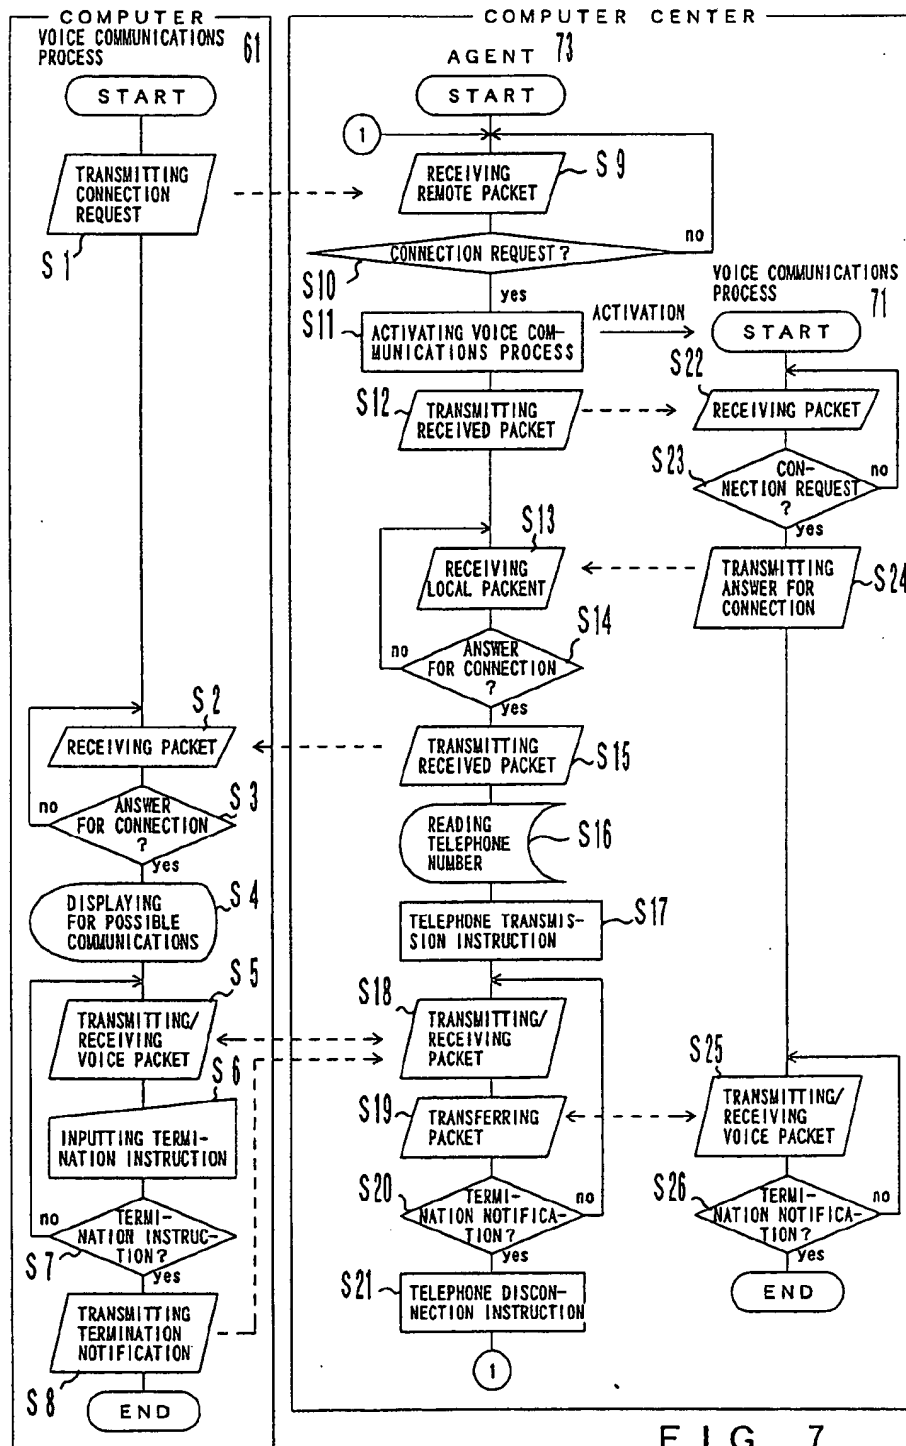 COMPUTER
VOICE COMMUNICATIONS
PROCESS
61
START
TRANSMITTING
CONNECTION
REQUEST
S1
S2
RECEIVING PACKET
S3
no
ANSWER
FOR CONNECTION
?
yes
S4
DISPLAYING
FOR POSSIBLE
COMMUNICATIONS
S5
TRANSMITTING/
RECEIVING
VOICE PACKET
S6
INPUTTING TERMI-
NATION INSTRUCTION
no
TERMI-
NATION INSTRUC-
TION?
S7
yes
TRANSMITTING
TERMINATION
NOTIFICATION
S8
END
COMPUTER CENTER
AGENT
73
START
1
RECEIVING
REMOTE PACKET
S9
CONNECTION REQUEST?
no
S10
yes
S11
ACTIVATING VOICE COM-
MUNICATIONS PROCESS
ACTIVATION
S12
TRANSMITTING
RECEIVED PACKET
S13
RECEIVING
LOCAL PACKENT
S14
no
ANSWER
FOR CONNECTION
?
yes
TRANSMITTING
RECEIVED PACKET
S15
READING
TELEPHONE
NUMBER
S16
TELEPHONE TRANSMIS-
SION INSTRUCTION
S17
S18
TRANSMITTING/
RECEIVING
PACKET
S19
TRANSFERRING
PACKET
S20
TERMI-
NATION NOTIFICA-
TION?
no
yes
S21
TELEPHONE DISCON-
NECTION INSTRUCTION
1
VOICE COMMUNICATIONS
PROCESS
71
START
S22
RECEIVING PACKET
S23
CON-
NECTION REQUEST
?
no
yes
TRANSMITTING
ANSWER FOR
CONNECTION
S24
S25
TRANSMITTING/
RECEIVING
VOICE PACKET
S26
TERMI-
NATION NOTIFICA-
TION?
no
yes
END
FIG. 7